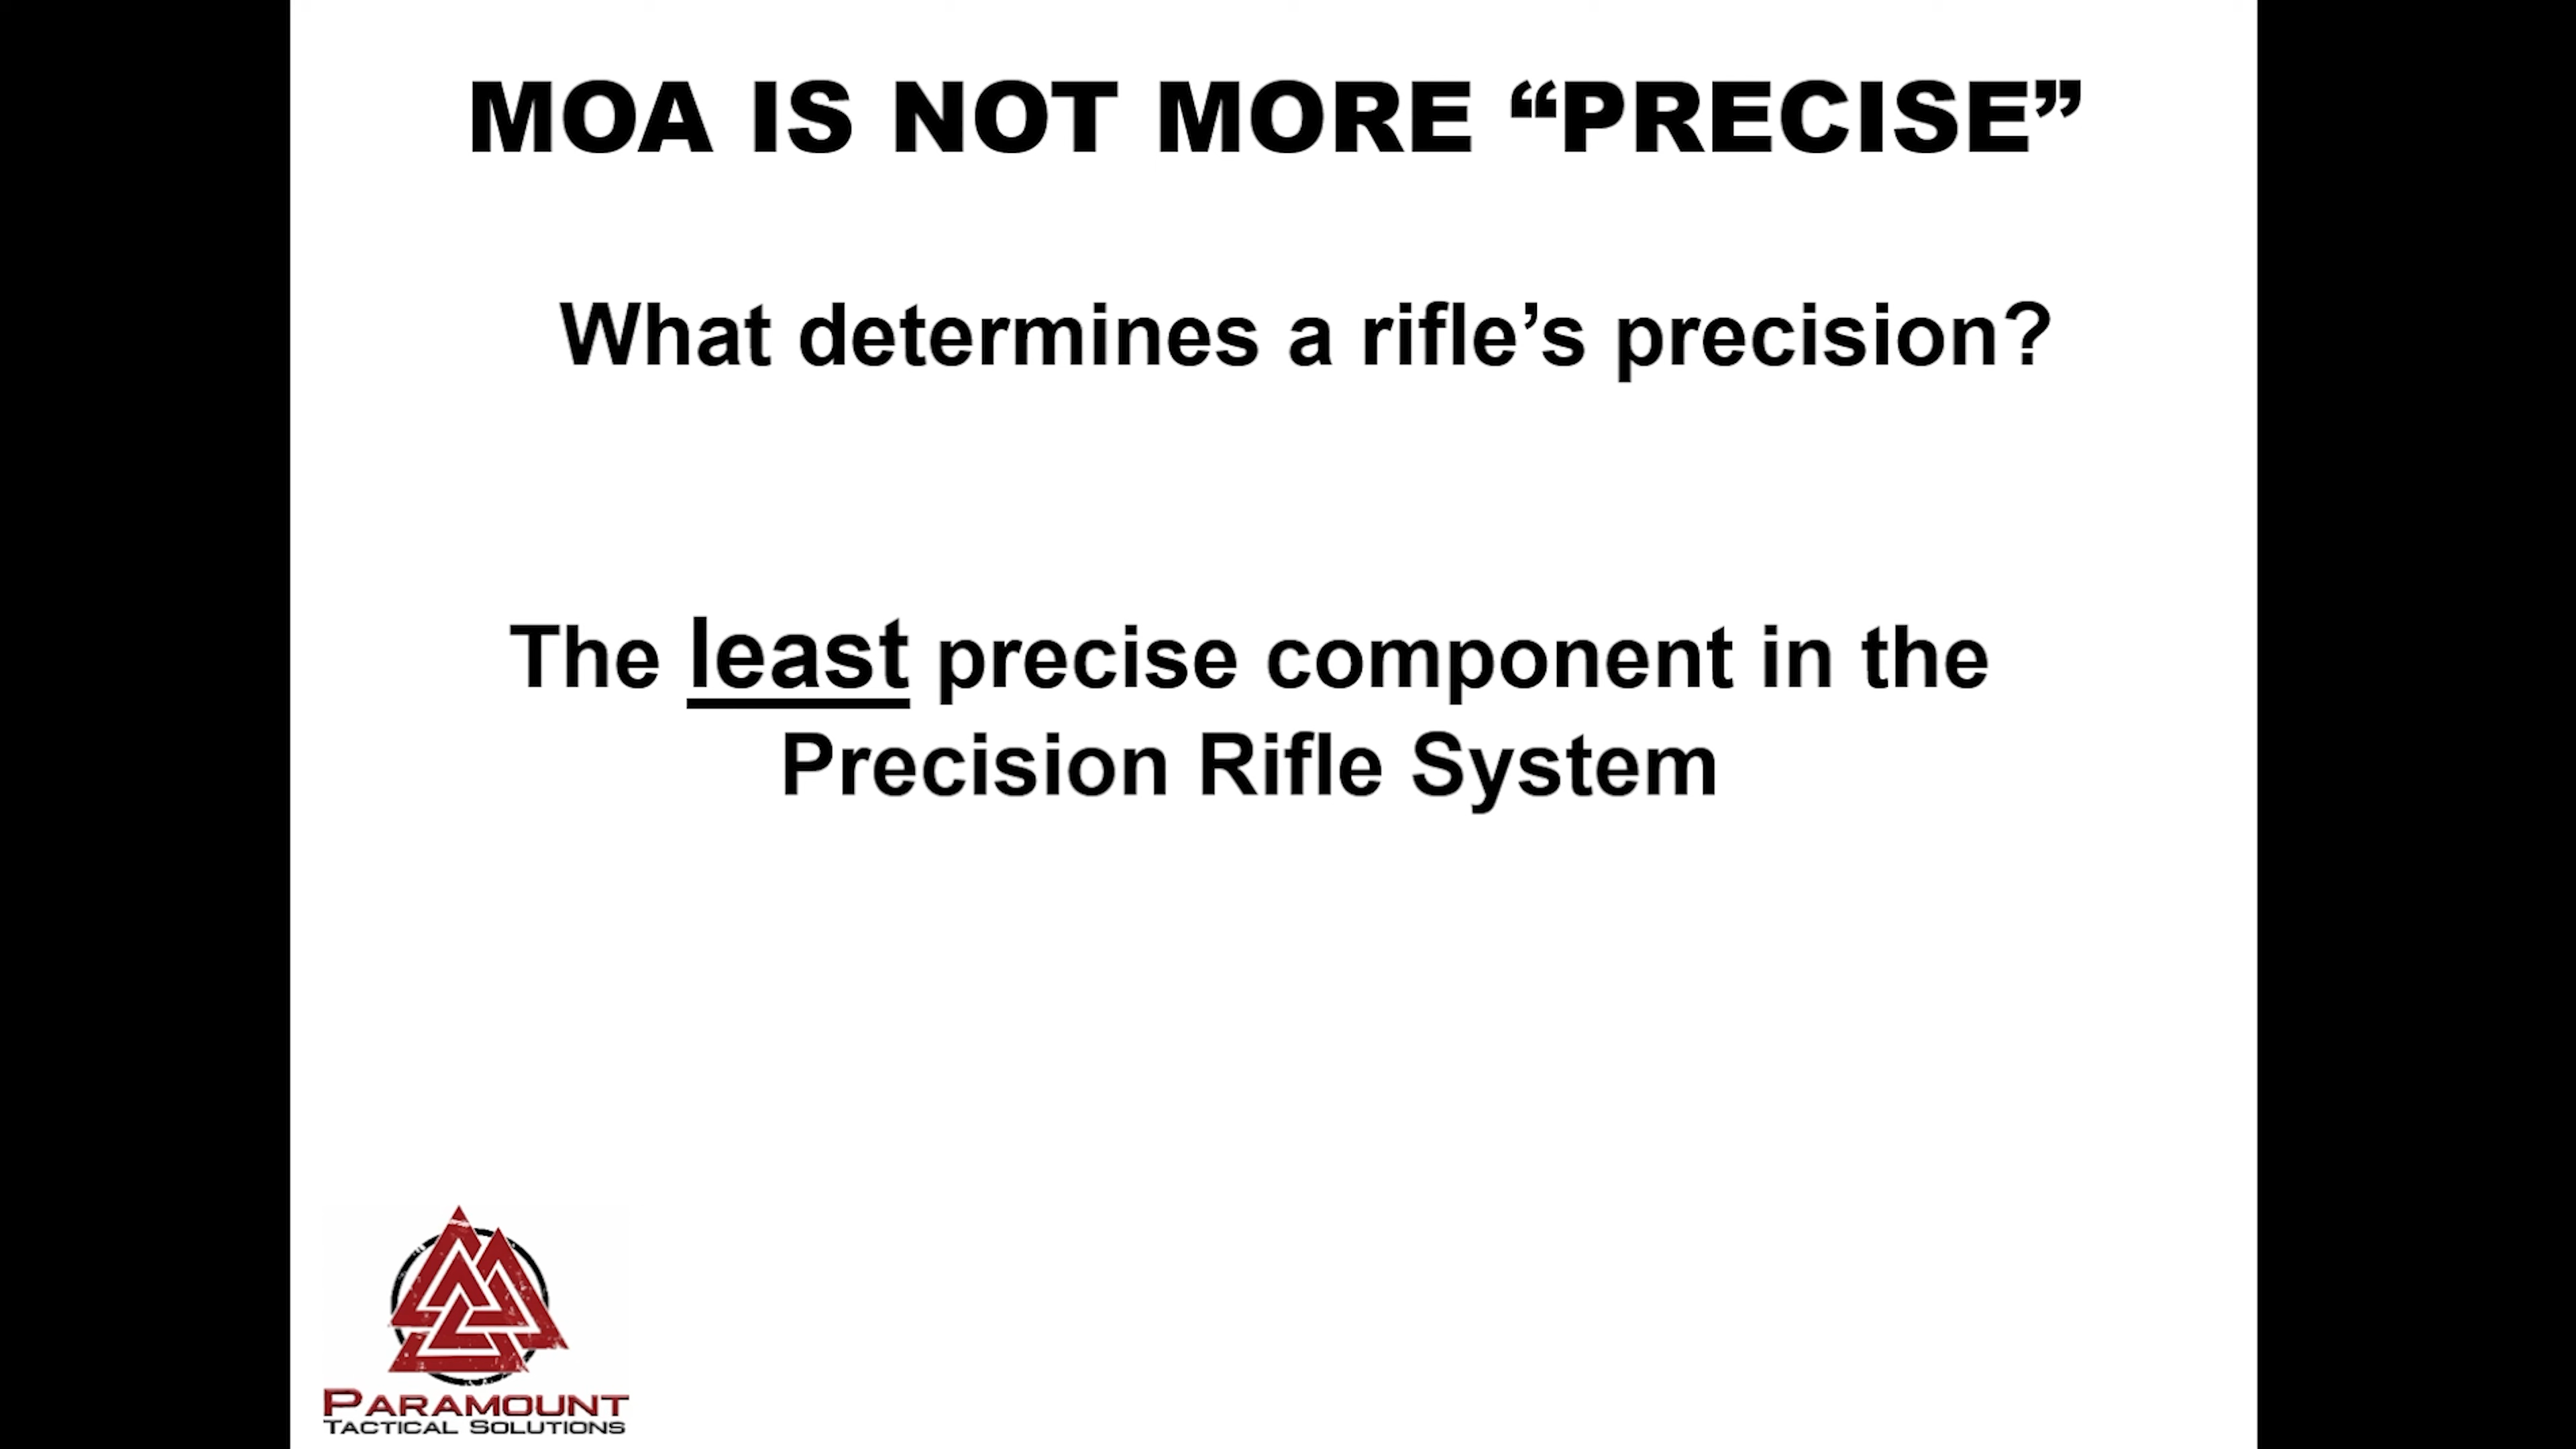 MOA IS NOT MORE “PRECISE”
What determines a rifle’s precision?
The least precise component in the
Precision Rifle System
PARAMOUNT
TACTICAL SOLUTIONS